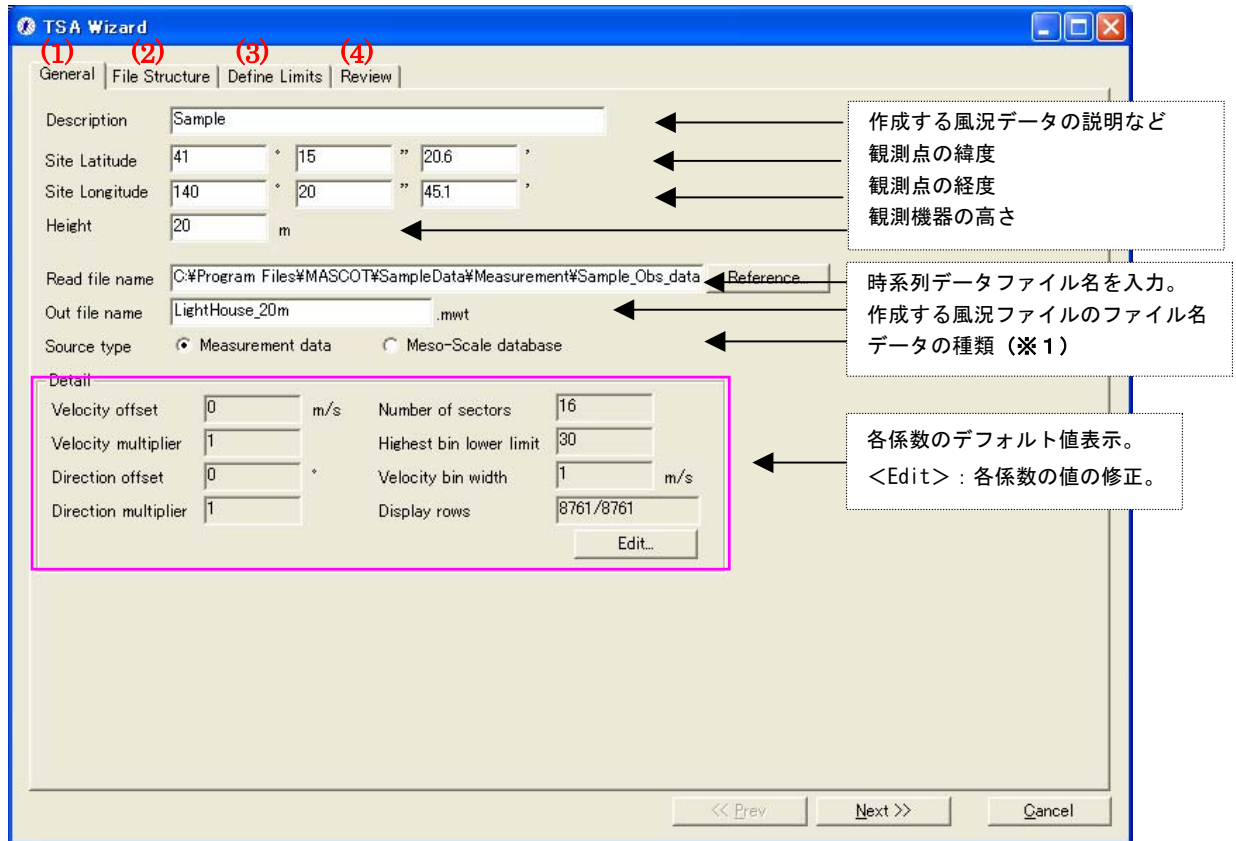 TSA Wizard
(1) (2) (3) (4)
General File Structure Define Limits Review
Description Sample
Site Latitude 41 ° 15 ” 20.6 ’
Site Longitude 140 ° 20 ” 45.1 ’
Height 20 m
作成する風況データの説明など
観測点の緯度
観測点の経度
観測機器の高さ
Read file name C:¥Program Files¥MASCOT¥SampleData¥Measurement¥Sample_Obs_data Reference...
Out file name LightHouse_20m .mwt
Source type Measurement data Meso-Scale database
時系列データファイル名を入力。
作成する風況ファイルのファイル名
データの種類（※１）
Detail
Velocity offset 0 m/s Number of sectors 16
Velocity multiplier 1 Highest bin lower limit 30
Direction offset 0 ° Velocity bin width 1 m/s
Direction multiplier 1 Display rows 8761/8761
Edit...
各係数のデフォルト値表示。
＜Edit＞：各係数の値の修正。
<< Prev Next >> Cancel